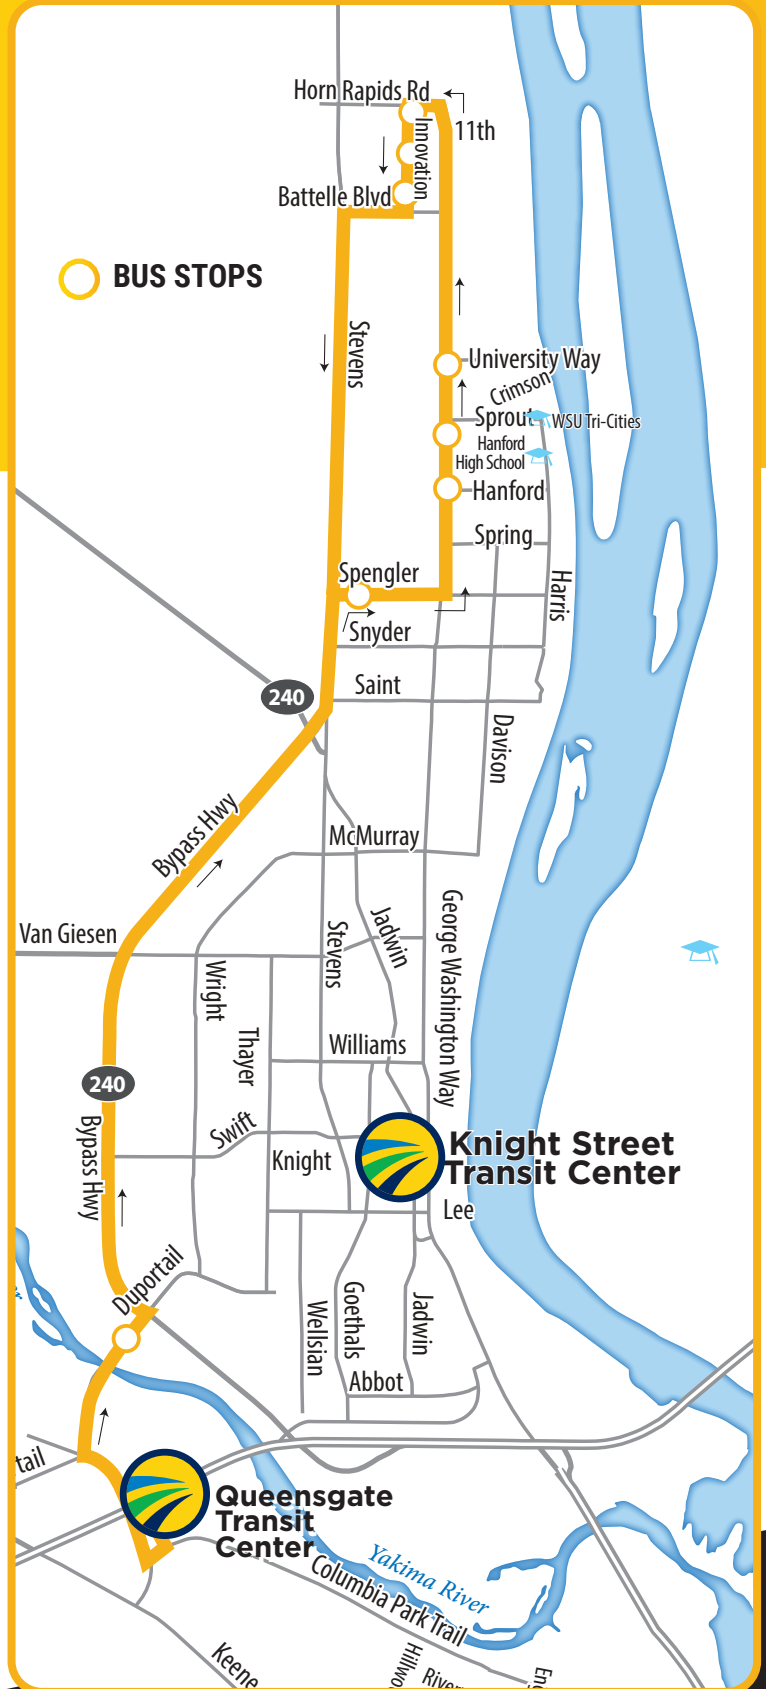 Horn Rapids Rd
11th
Innovation
Battelle Blvd
BUS STOPS
Stevens
University Way
Crimson
Sprout
WSU Tri-Cities
Hanford
High School
Hanford
Spring
Spengler
Harris
Snyder
Saint
240
Davison
Bypass Hwy
McMurray
Van Giesen
Stevens
Jadwin
George Washington Way
Wright
Thayer
Williams
240
Bypass Hwy
Swift
Knight
Knight Street
Transit Center
Lee
Duportail
Wellsian
Goethals
Jadwin
Abbot
tail
Queensgate
Transit
Center
Yakima River
Columbia Park Trail
Keene
Hillwo
River